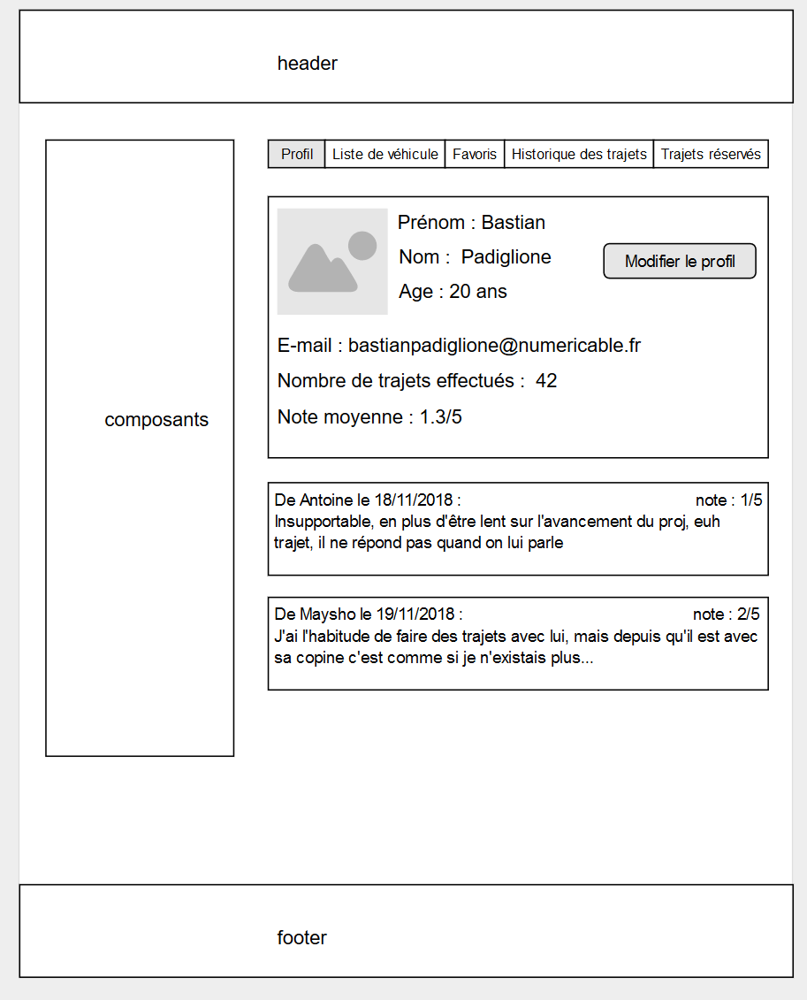 header
Profil
Liste de véhicule
Favoris
Historique des trajets
Trajets réservés
Prénom : Bastian
Nom :  Padiglione
Age : 20 ans
Modifier le profil
E-mail : bastianpadiglione@numericable.fr
Nombre de trajets effectués :  42
Note moyenne : 1.3/5
composants
De Antoine le 18/11/2018 :
note : 1/5
Insupportable, en plus d'être lent sur l'avancement du proj, euh
trajet, il ne répond pas quand on lui parle
De Maysho le 19/11/2018 :
note : 2/5
J'ai l'habitude de faire des trajets avec lui, mais depuis qu'il est avec
sa copine c'est comme si je n'existais plus...
footer